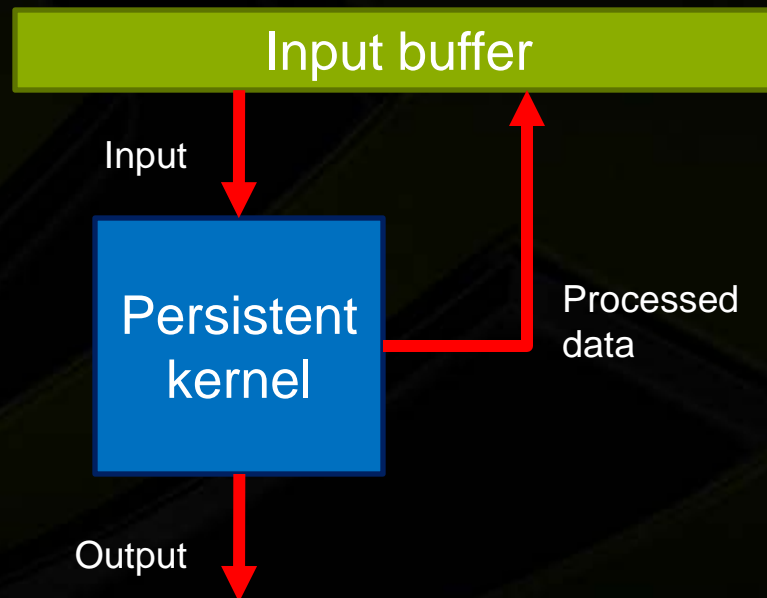 Input buffer
Input
Persistent
kernel
Processed
data
Output